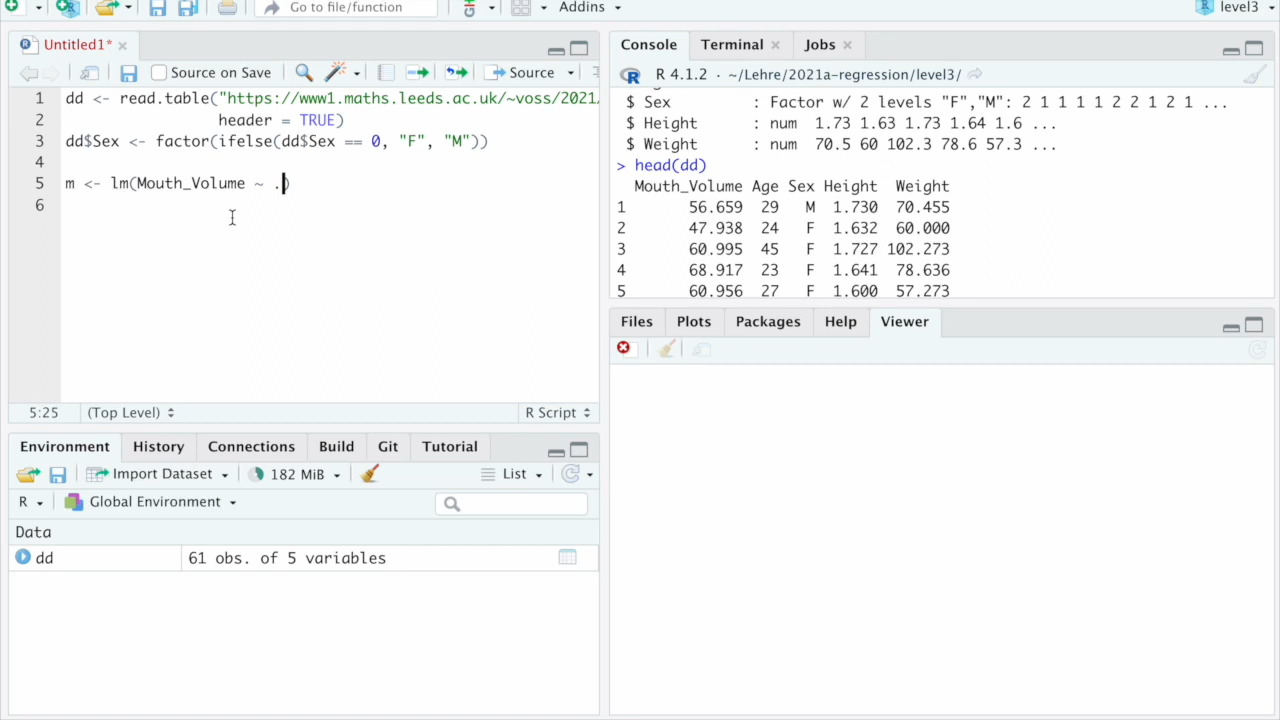 Go to file/function
Addins
level3
Untitled1*
Source on Save
Source
1 dd <- read.table("https://www1.maths.leeds.ac.uk/~voss/2021/
2 header = TRUE)
3 dd$Sex <- factor(ifelse(dd$Sex == 0, "F", "M"))
4
5 m <- lm(Mouth_Volume ~ .)
6
5:25 (Top Level) R Script
Environment History Connections Build Git Tutorial
Import Dataset 182 MiB List
R Global Environment
Data
dd 61 obs. of 5 variables
Console Terminal Jobs
R 4.1.2 · ~/Lehre/2021a-regression/level3/
$ Sex : Factor w/ 2 levels "F","M": 2 1 1 1 1 2 2 1 2 1 ...
$ Height : num 1.73 1.63 1.73 1.64 1.6 ...
$ Weight : num 70.5 60 102.3 78.6 57.3 ...
> head(dd)
Mouth_Volume Age Sex Height Weight
1 56.659 29 M 1.730 70.455
2 47.938 24 F 1.632 60.000
3 60.995 45 F 1.727 102.273
4 68.917 23 F 1.641 78.636
5 60.956 27 F 1.600 57.273
Files Plots Packages Help Viewer